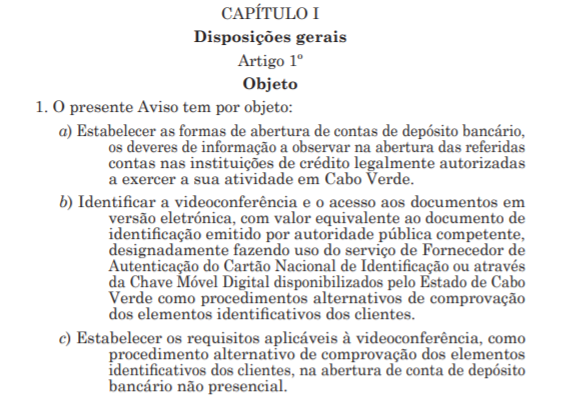 CAPÍTULO I
Disposições gerais
Artigo 1º
Objeto
1. O presente Aviso tem por objeto:
a) Estabelecer as formas de abertura de contas de depósito bancário,
os deveres de informação a observar na abertura das referidas
contas nas instituições de crédito legalmente autorizadas
a exercer a sua atividade em Cabo Verde.
b) Identificar a videoconferência e o acesso aos documentos em
versão eletrónica, com valor equivalente ao documento de
identificação emitido por autoridade pública competente,
designadamente fazendo uso do serviço de Fornecedor de
Autenticação do Cartão Nacional de Identificação ou através
da Chave Móvel Digital disponibilizados pelo Estado de Cabo
Verde como procedimentos alternativos de comprovação
dos elementos identificativos dos clientes.
c) Estabelecer os requisitos aplicáveis à videoconferência, como
procedimento alternativo de comprovação dos elementos
identificativos dos clientes, na abertura de conta de depósito
bancário não presencial.